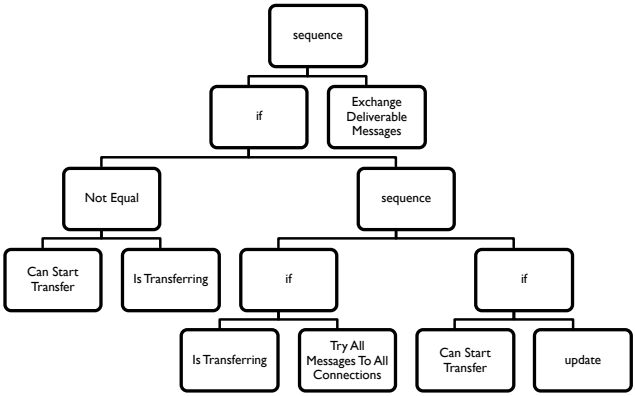 sequence
if
Exchange
Deliverable
Messages
Not Equal
sequence
Can Start
Transfer
Is Transferring
if
if
Is Transferring
Try All
Messages To All
Connections
Can Start
Transfer
update